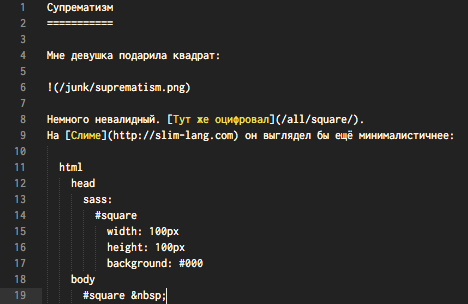 1 Супрематизм
2 ===========
3
4 Мне девушка подарила квадрат:
5
6 !(/junk/suprematism.png)
7
8 Немного невалидный. [Тут же оцифровал](/all/square/).
9 На [Слиме](http://slim-lang.com) он выглядел бы ещё минималистичнее:
10
11 html
12 head
13 sass:
14 #square
15 width: 100px
16 height: 100px
17 background: #000
18 body
19 #square &nbsp;